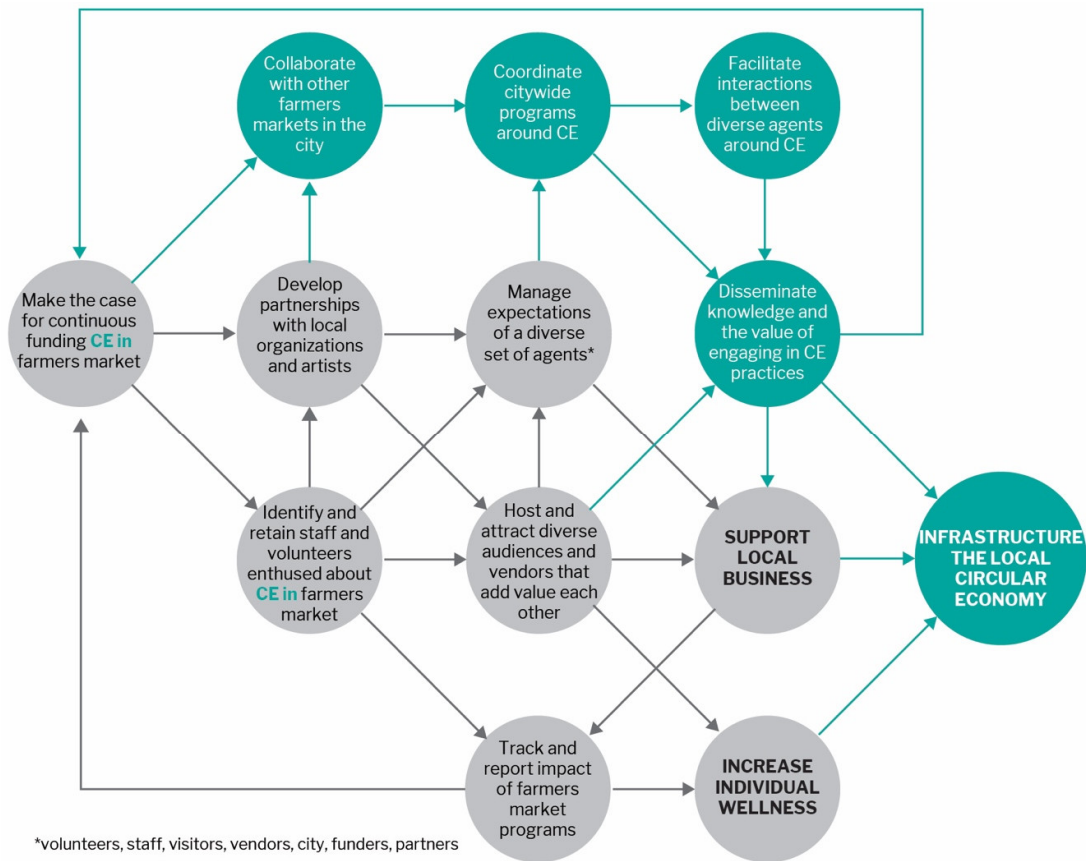 Collaborate
with other
farmers
markets in the
city
Coordinate
citywide
programs
around CE
Facilitate
interactions
between
diverse agents
around CE
Make the case
for continuous
funding CE in
farmers market
Develop
partnerships
with local
organizations
and artists
Manage
expectations
of a diverse
set of agents*
Disseminate
knowledge and
the value of
engaging in CE
practices
Identify and
retain staff and
volunteers
enthused about
CE in farmers
market
Host and
attract diverse
audiences and
vendors that
add value each
other
SUPPORT
LOCAL
BUSINESS
INFRASTRUCTURE
THE LOCAL
CIRCULAR
ECONOMY
Track and
report impact
of farmers
market
programs
INCREASE
INDIVIDUAL
WELLNESS
*volunteers, staff, visitors, vendors, city, funders, partners